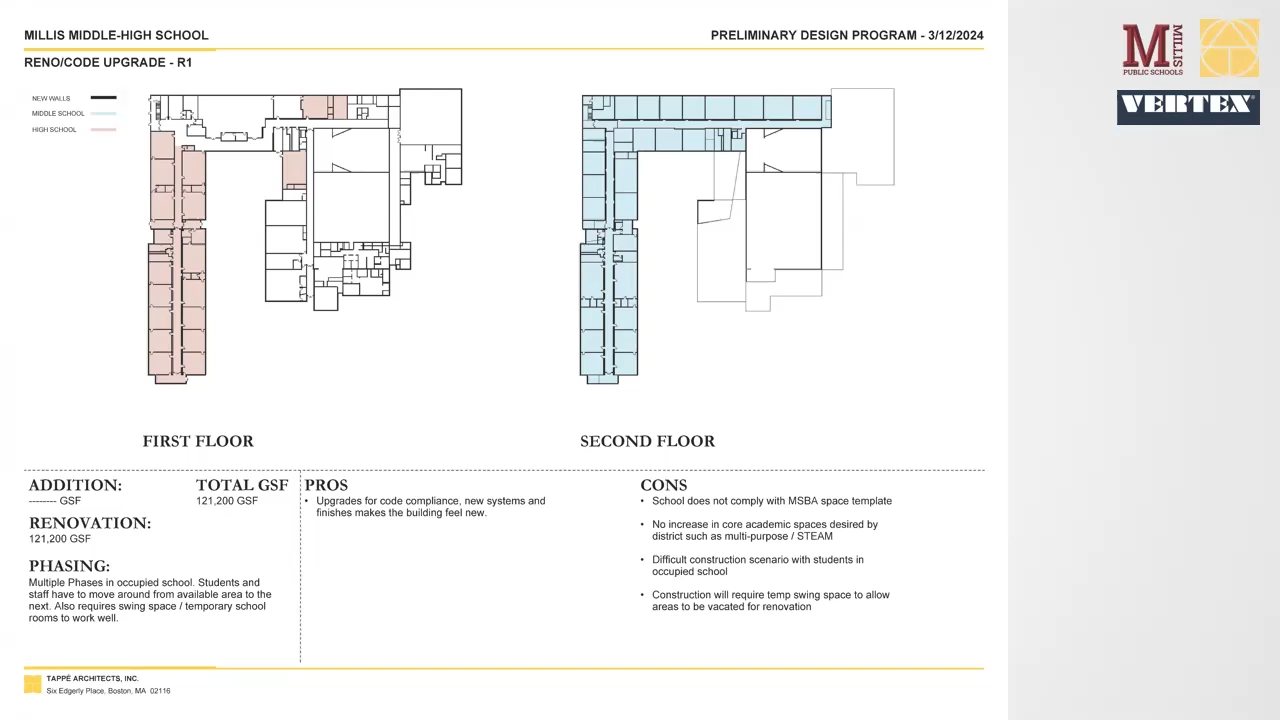 MILLIS MIDDLE-HIGH SCHOOL
PRELIMINARY DESIGN PROGRAM - 3/12/2024
RENO/CODE UPGRADE - R1
NEW WALLS
MIDDLE SCHOOL
HIGH SCHOOL
FIRST FLOOR
SECOND FLOOR
ADDITION:
-------- GSF
TOTAL GSF
121,200 GSF
RENOVATION:
121,200 GSF
PHASING:
Multiple Phases in occupied school. Students and
staff have to move around from available area to the
next. Also requires swing space / temporary school
rooms to work well.
PROS
• Upgrades for code compliance, new systems and
finishes makes the building feel new.
CONS
• School does not comply with MSBA space template
• No increase in core academic spaces desired by
district such as multi-purpose / STEAM
• Difficult construction scenario with students in
occupied school
• Construction will require temp swing space to allow
areas to be vacated for renovation
TAPPÉ ARCHITECTS, INC.
Six Edgerly Place, Boston, MA 02116
M MILLIS
PUBLIC SCHOOLS
VERTEX®